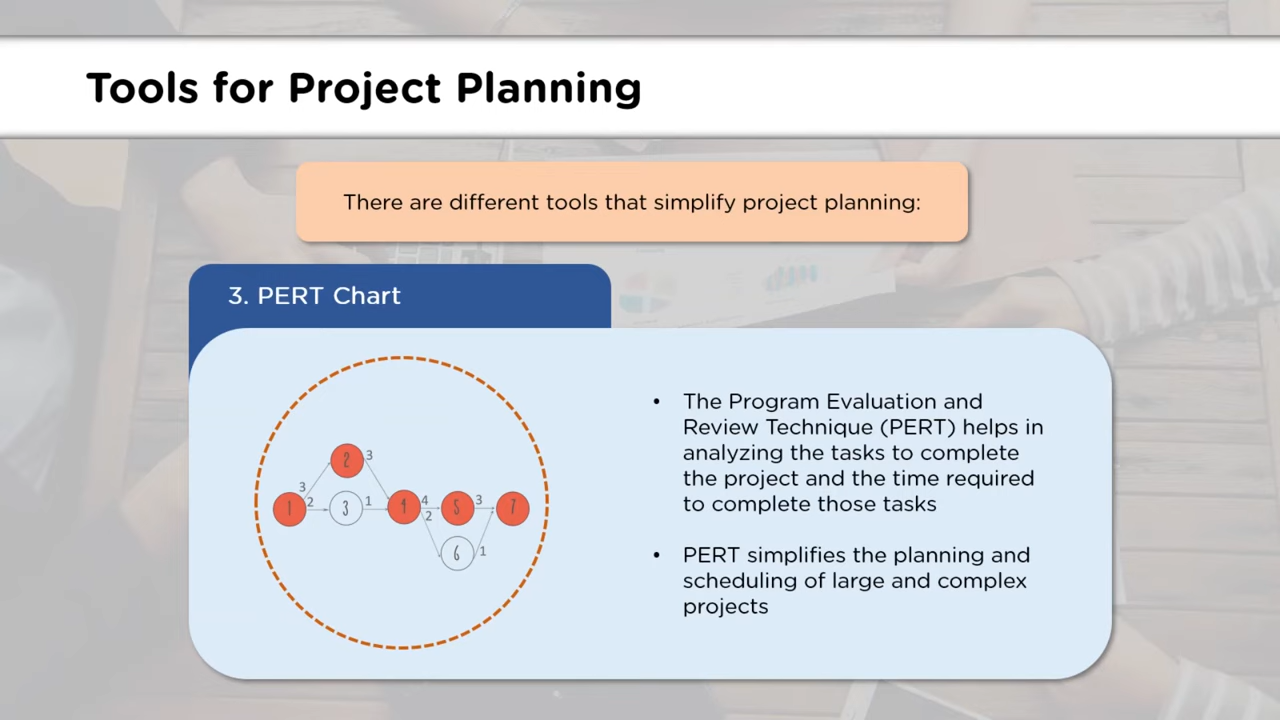 Tools for Project Planning
There are different tools that simplify project planning:
3. PERT Chart
2 3
3
1 2 3 1 4 4 5 3 7
2
6 1
• The Program Evaluation and
Review Technique (PERT) helps in
analyzing the tasks to complete
the project and the time required
to complete those tasks
• PERT simplifies the planning and
scheduling of large and complex
projects